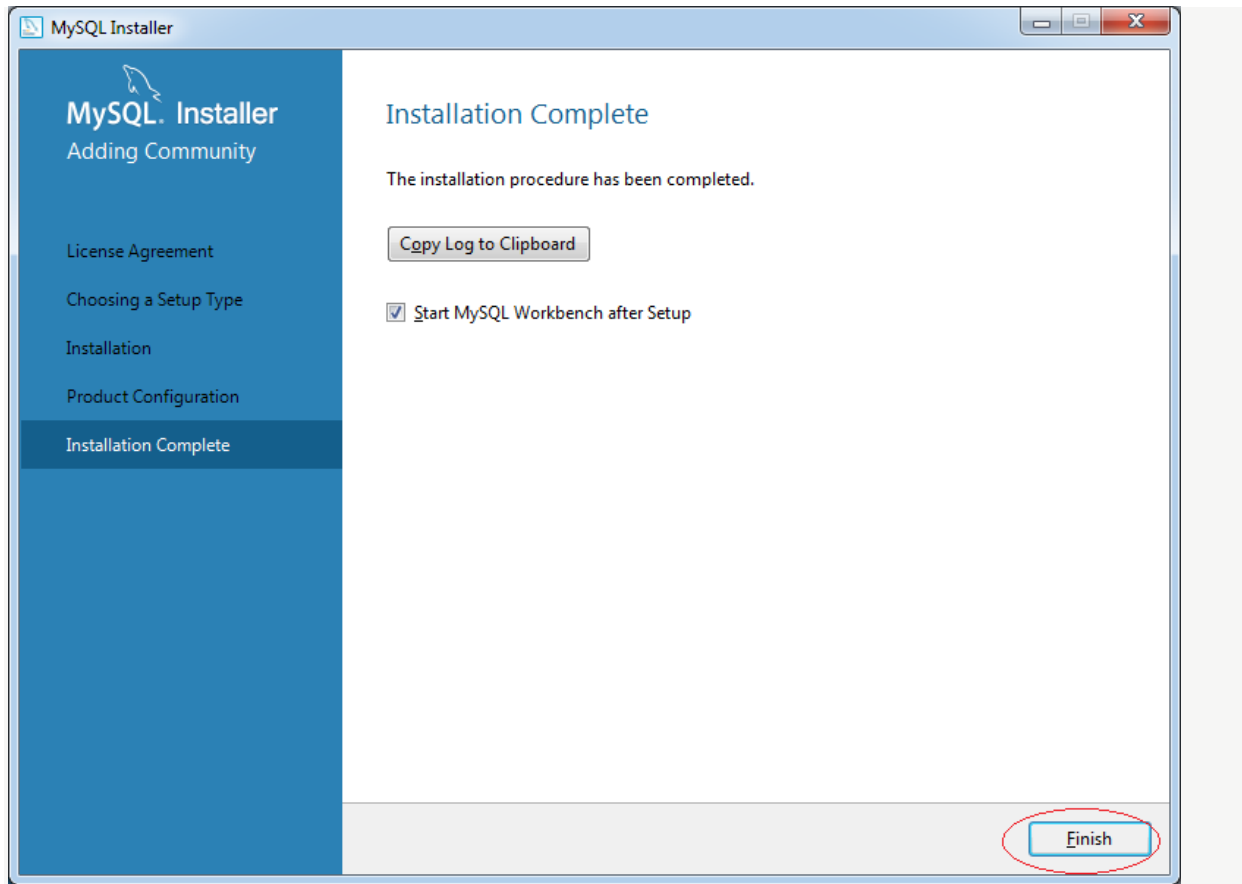 MySQL Installer
MySQL. Installer
Adding Community
License Agreement
Choosing a Setup Type
Installation
Product Configuration
Installation Complete
Installation Complete
The installation procedure has been completed.
Copy Log to Clipboard
Start MySQL Workbench after Setup
Finish